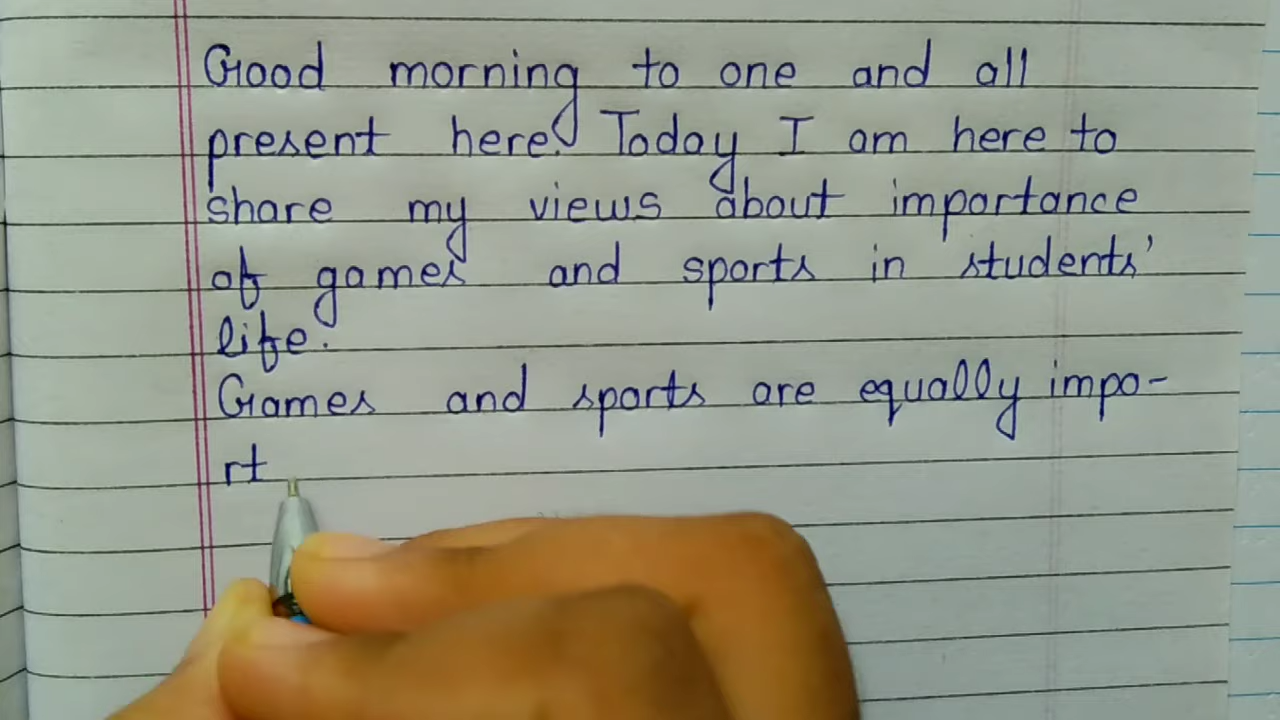 Good morning to one and all
present here. Today I am here to
share my views about importance
of games and sports in students'
life.
Games and sports are equally impo-
rt